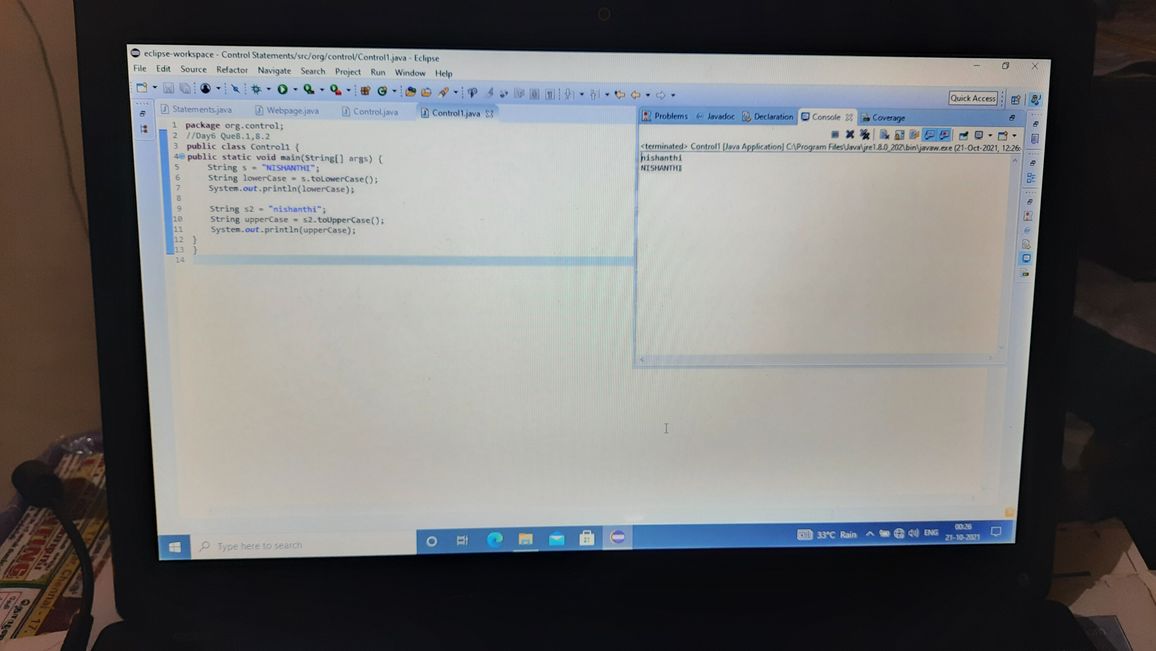 eclipse-workspace - Control Statements/src/org/control/Control1.java - Eclipse
File Edit Source Refactor Navigate Search Project Run Window Help
Quick Access
Statements.java Webpage.java Control.java Control1.java
Problems Javadoc Declaration Console Coverage
<terminated> Control1 [Java Application] C:\Program Files\Java\jre1.8.0_202\bin\javaw.exe (21-Oct-2021, 12:26:
nishanthi
NISHANTHI
1 package org.control;
2 //Day6 Que8.1,8.2
3 public class Control1 {
4 public static void main(String[] args) {
5 String s = "NISHANTHI";
6 String lowerCase = s.toLowerCase();
7 System.out.println(lowerCase);
8
9 String s2 = "nishanthi";
10 String upperCase = s2.toUpperCase();
11 System.out.println(upperCase);
12 }
13 }
14
Type here to search
33°C Rain ENG
00:26
21-10-2021